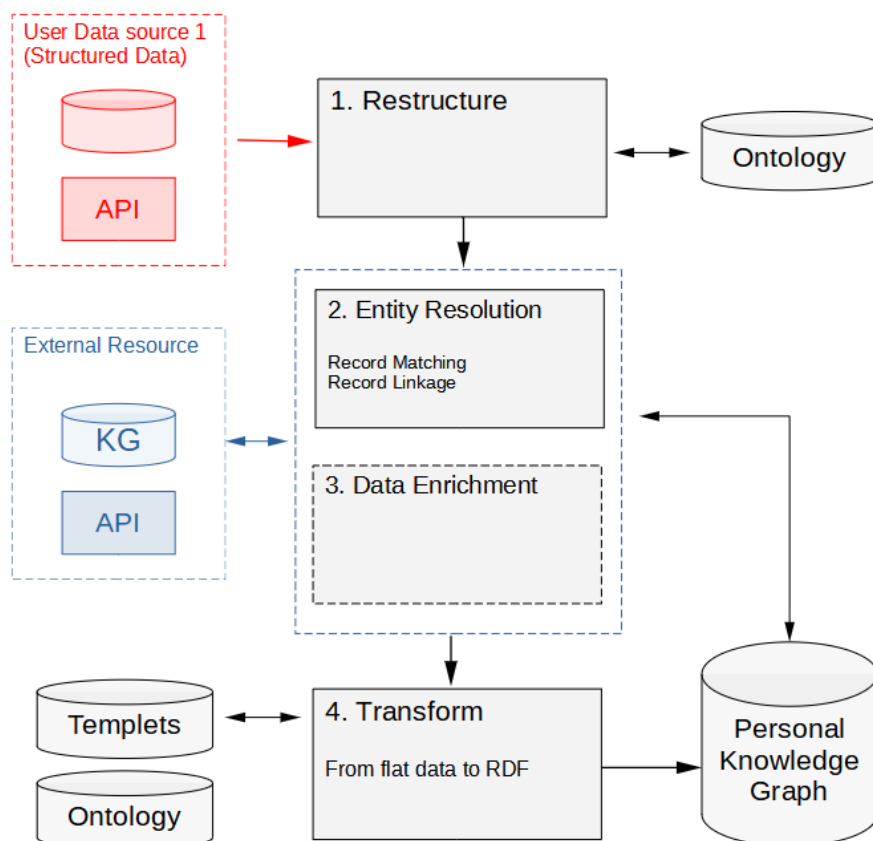 User Data source 1
(Structured Data)
API
1. Restructure
Ontology
2. Entity Resolution
Record Matching
Record Linkage
External Resource
KG
API
3. Data Enrichment
Templets
Ontology
4. Transform
From flat data to RDF
Personal
Knowledge
Graph